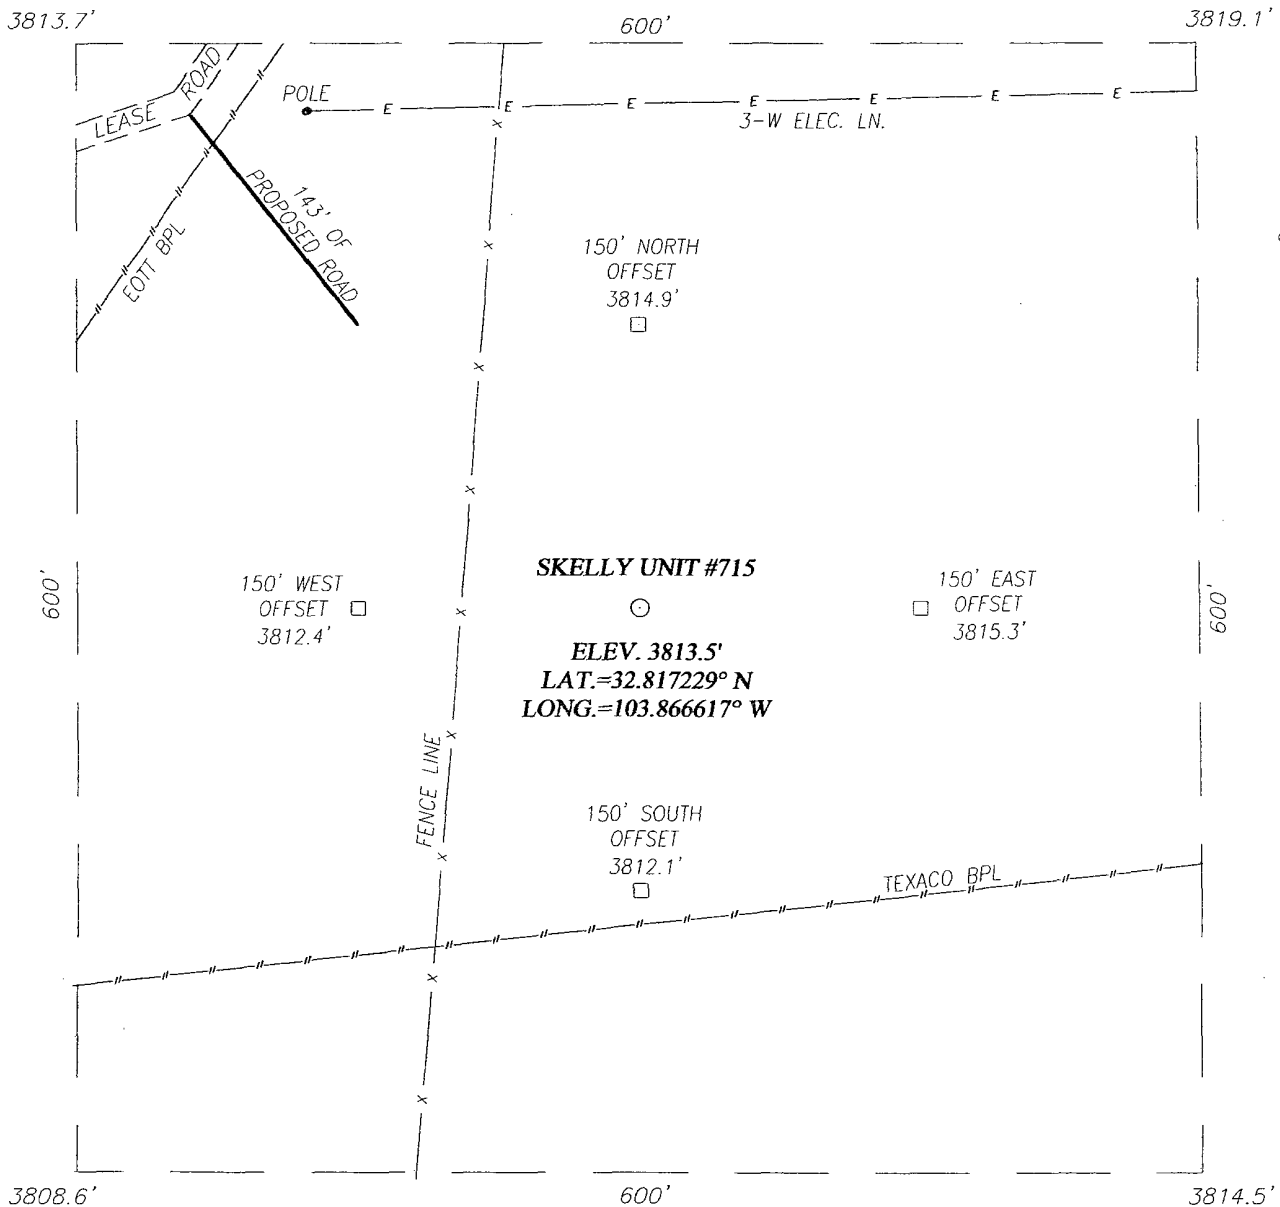 3813.7'
600'
3819.1'
LEASE ROAD
POLE
E E E E E E E
3-W ELEC. LN.
143' OF
PROPOSED ROAD
EOTT BPL
150' NORTH
OFFSET
3814.9'
600'
150' WEST
OFFSET
3812.4'
SKELLY UNIT #715
ELEV. 3813.5'
LAT.=32.817229° N
LONG.=103.866617° W
150' EAST
OFFSET
3815.3'
600'
FENCE LINE
150' SOUTH
OFFSET
3812.1'
TEXACO BPL
3808.6'
600'
3814.5'